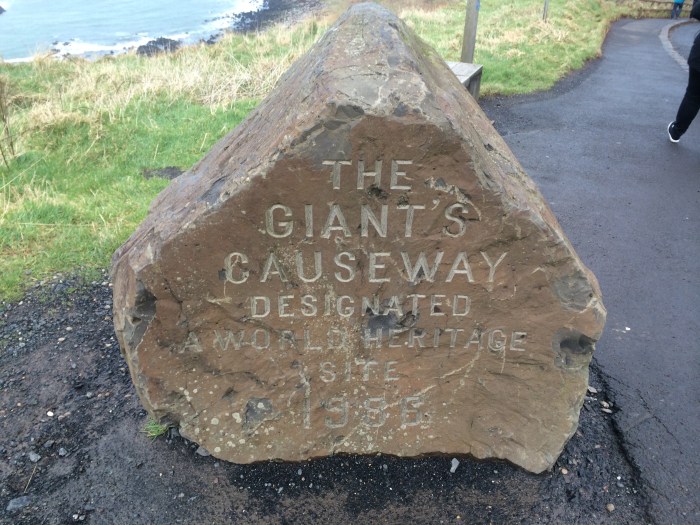 THE
GIANT'S
CAUSEWAY
DESIGNATED
A WORLD HERITAGE
SITE
1986